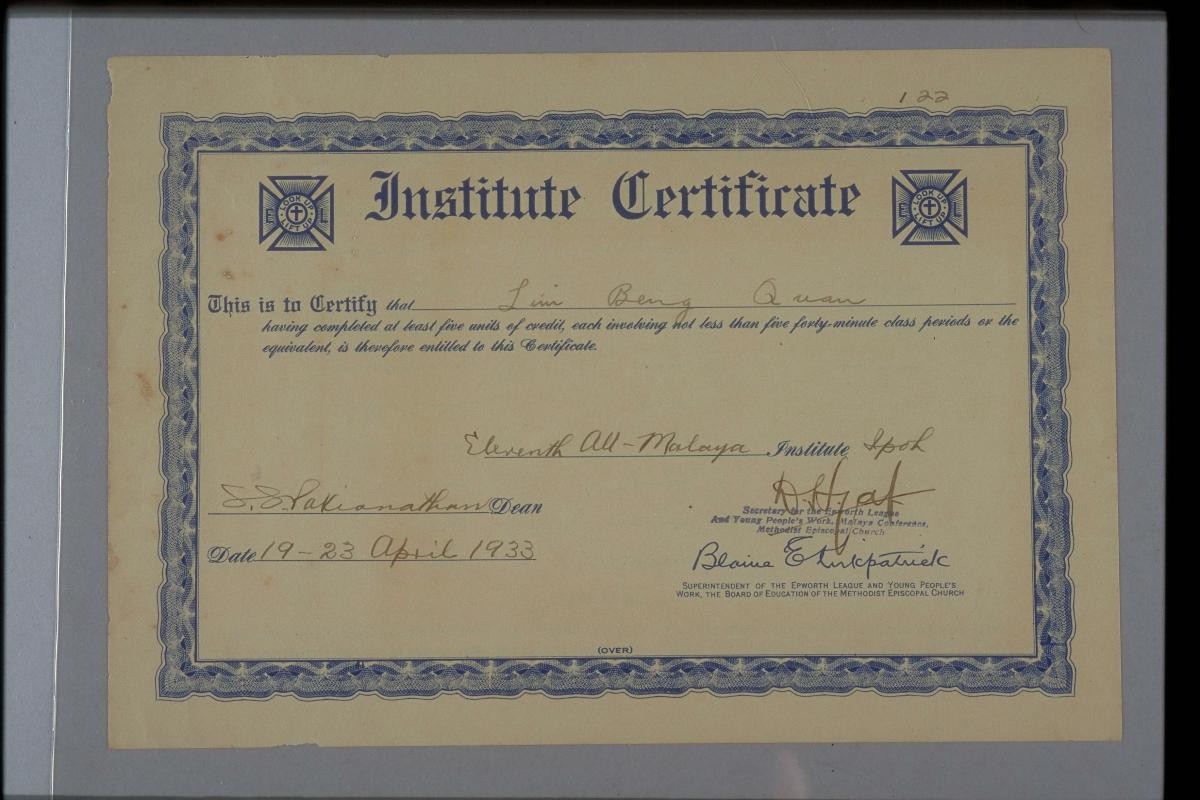 122
Institute Certificate
E LOOK UP LIFT UP L
E LOOK UP LIFT UP L
This is to Certify that Lim Beng Quan
having completed at least five units of credit, each involving not less than five forty-minute class periods or the
equivalent, is therefore entitled to this Certificate.
Eleventh All-Malaya Institute Ipoh
S. S. Pakianathan Dean
Secretary for the Epworth League
And Young People's Work, Malaya Conference,
Methodist Episcopal Church
Date 19-23 April 1933
Blaine E Kirkpatrick
SUPERINTENDENT OF THE EPWORTH LEAGUE AND YOUNG PEOPLE'S
WORK, THE BOARD OF EDUCATION OF THE METHODIST EPISCOPAL CHURCH
(OVER)